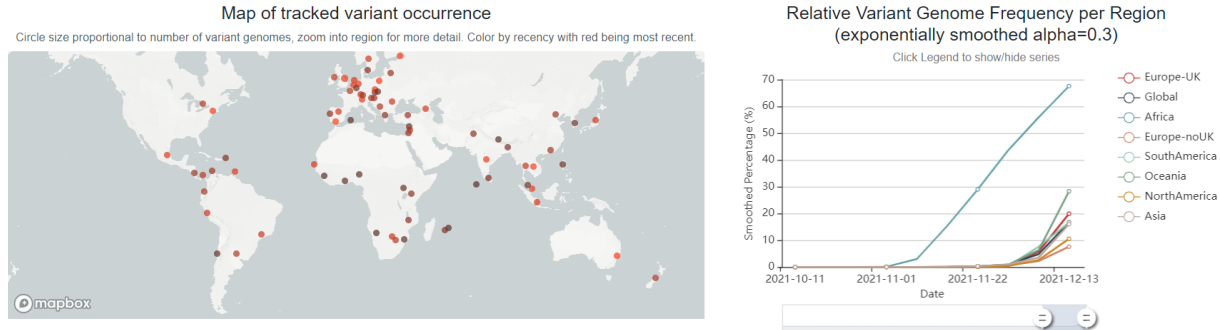 Map of tracked variant occurrence
Circle size proportional to number of variant genomes, zoom into region for more detail. Color by recency with red being most recent.
mapbox
Relative Variant Genome Frequency per Region
(exponentially smoothed alpha=0.3)
Click Legend to show/hide series
Smoothed Percentage (%)
70
60
50
40
30
20
10
0
2021-10-11
2021-11-01
2021-11-22
2021-12-13
Date
Europe-UK
Global
Africa
Europe-noUK
SouthAmerica
Oceania
NorthAmerica
Asia